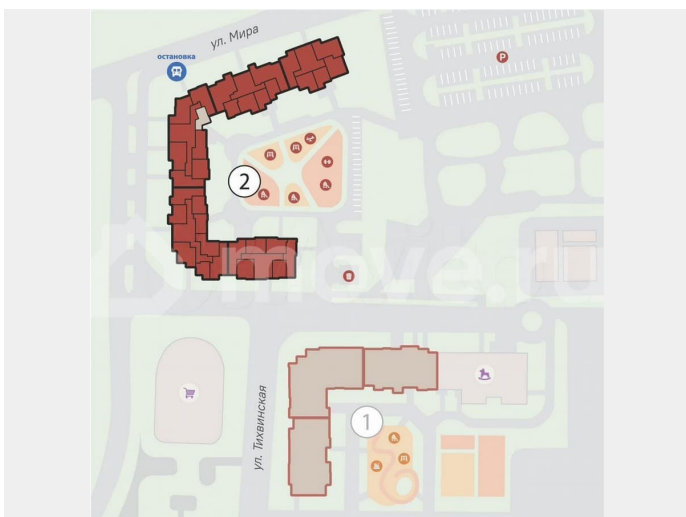 ул. Мира
остановка
P
2
move.ru
1
ул. Тихвинская